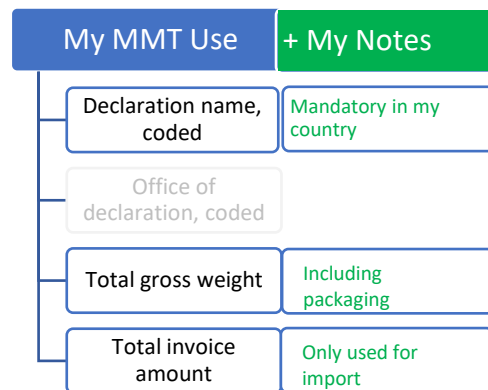 My MMT Use + My Notes
Declaration name, coded
Mandatory in my country
Office of declaration, coded
Total gross weight
Including packaging
Total invoice amount
Only used for import